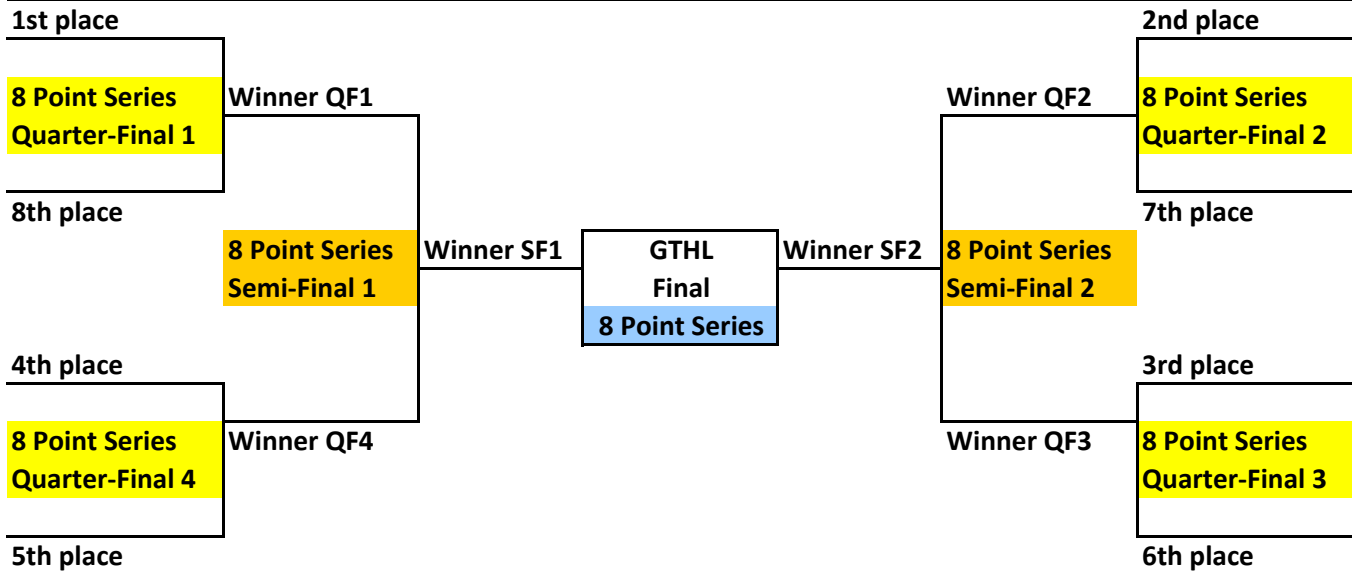 1st place
8 Point Series
Quarter-Final 1
8th place
Winner QF1
8 Point Series
Semi-Final 1
4th place
8 Point Series
Quarter-Final 4
5th place
Winner QF4
Winner SF1
GTHL
Final
8 Point Series
Winner SF2
2nd place
Winner QF2
8 Point Series
Quarter-Final 2
7th place
8 Point Series
Semi-Final 2
3rd place
Winner QF3
8 Point Series
Quarter-Final 3
6th place